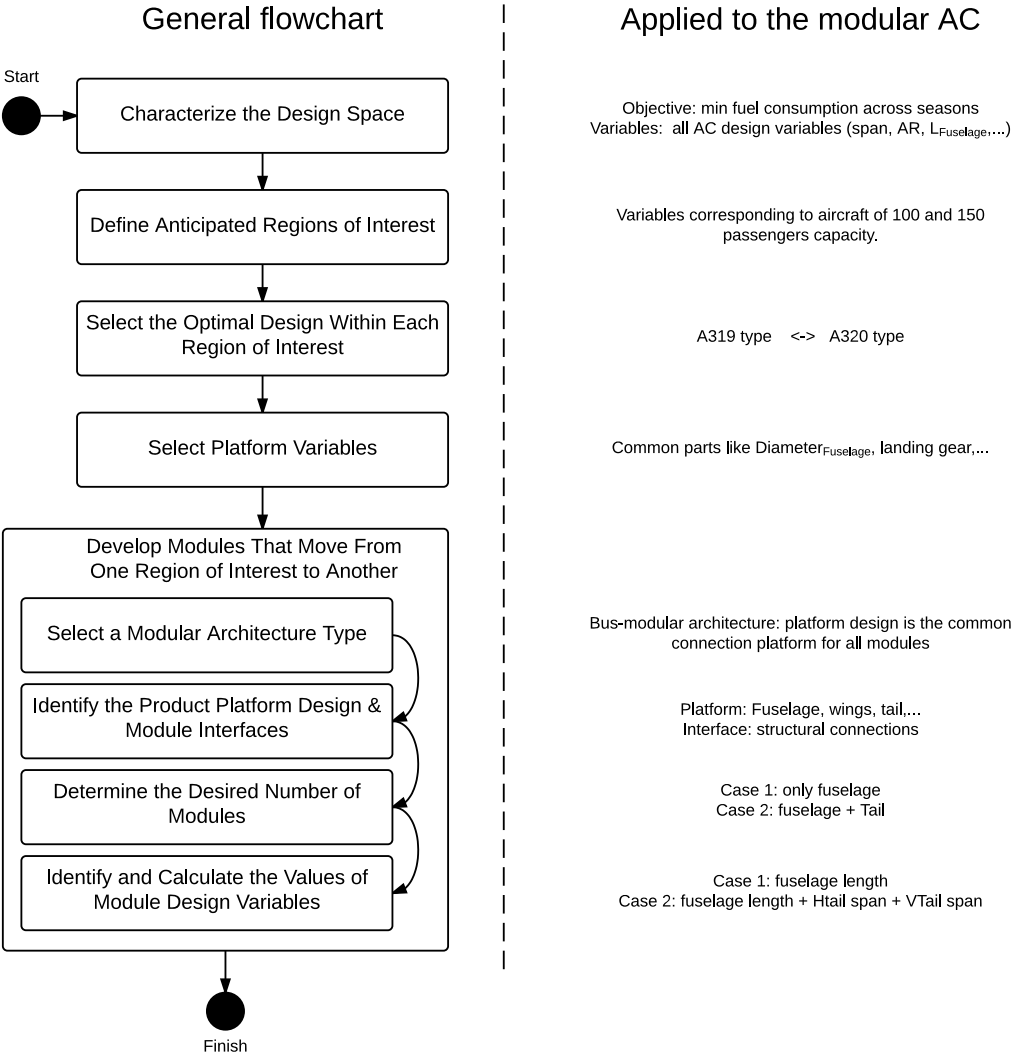 General flowchart
Applied to the modular AC
Start
Characterize the Design Space
Objective: min fuel consumption across seasons
Variables: all AC design variables (span, AR, LFuselage,...)
Define Anticipated Regions of Interest
Variables corresponding to aircraft of 100 and 150
passengers capacity.
Select the Optimal Design Within Each
Region of Interest
A319 type <-> A320 type
Select Platform Variables
Common parts like DiameterFuselage, landing gear,...
Develop Modules That Move From
One Region of Interest to Another
Select a Modular Architecture Type
Bus-modular architecture: platform design is the common
connection platform for all modules
Identify the Product Platform Design &
Module Interfaces
Platform: Fuselage, wings, tail,...
Interface: structural connections
Determine the Desired Number of
Modules
Case 1: only fuselage
Case 2: fuselage + Tail
Identify and Calculate the Values of
Module Design Variables
Case 1: fuselage length
Case 2: fuselage length + Htail span + VTail span
Finish